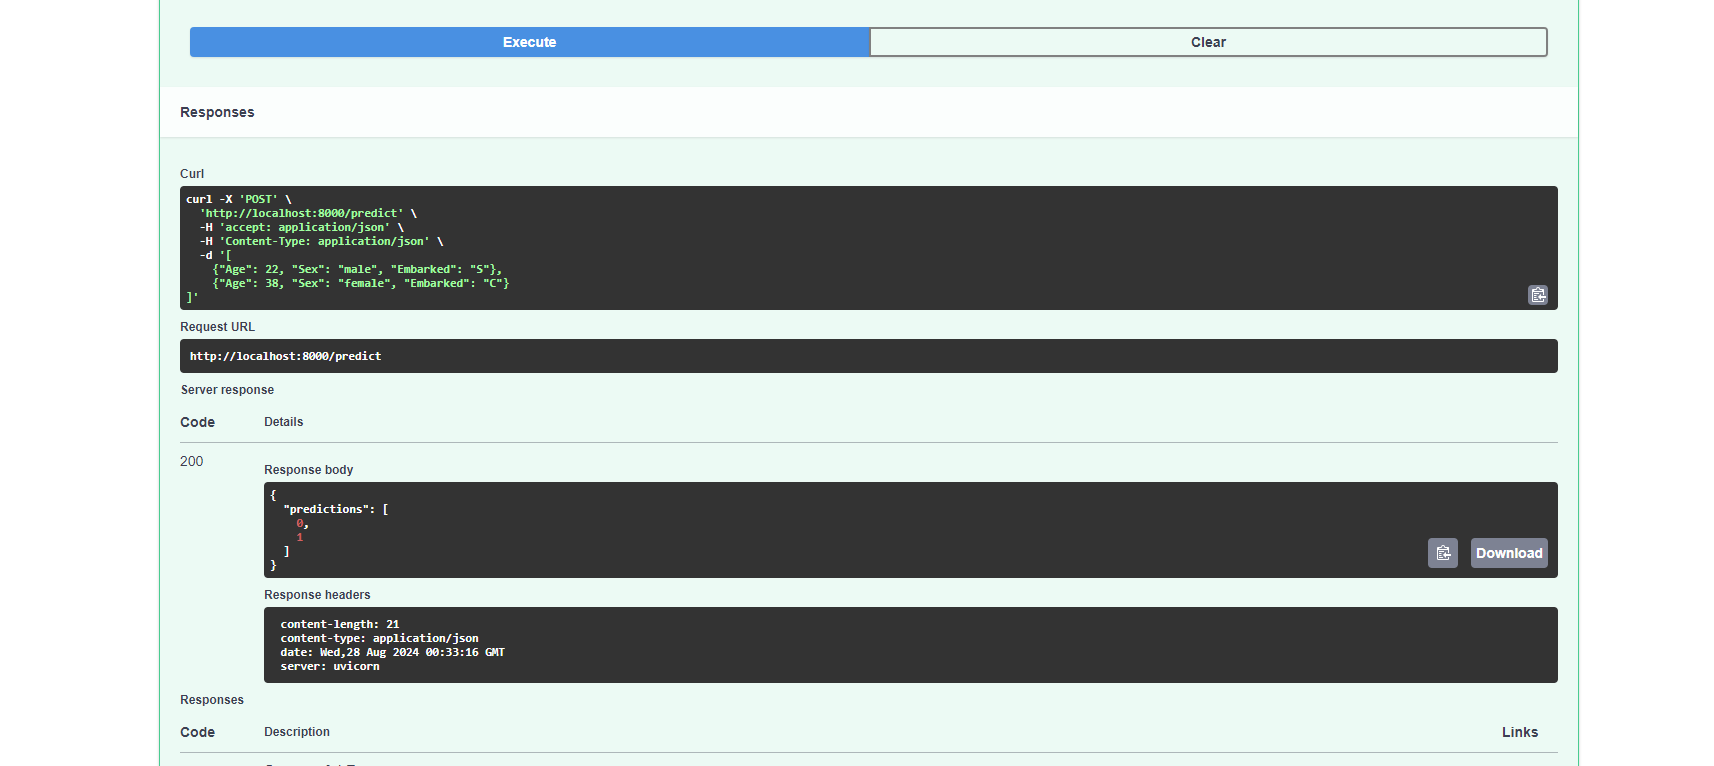 Execute
Clear
Responses
Curl
curl -X 'POST' \
  'http://localhost:8000/predict' \
  -H 'accept: application/json' \
  -H 'Content-Type: application/json' \
  -d '[
    {"Age": 22, "Sex": "male", "Embarked": "S"},
    {"Age": 38, "Sex": "female", "Embarked": "C"}
]'
Request URL
http://localhost:8000/predict
Server response
Code Details
200
Response body
{
  "predictions": [
    0,
    1
  ]
}
Download
Response headers
content-length: 21
content-type: application/json
date: Wed,28 Aug 2024 00:33:16 GMT
server: uvicorn
Responses
Code Description Links